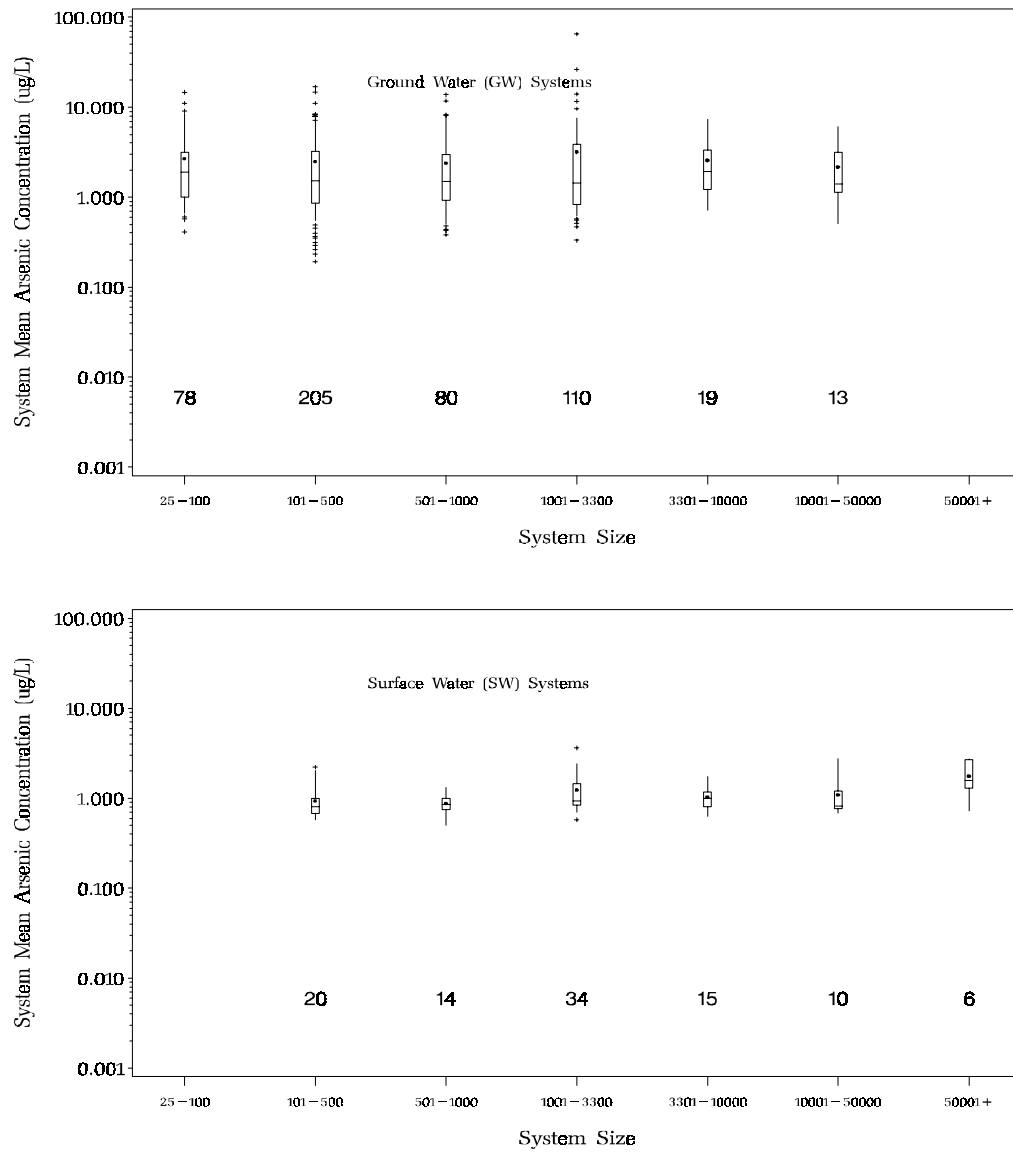 System Mean Arsenic Concentration (ug/L)
100.000
10.000
1.000
0.100
0.010
0.001
Ground Water (GW) Systems
78 205 80 110 19 13
25-100 101-500 501-1000 1001-3300 3301-10000 10001-50000 50001+
System Size
System Mean Arsenic Concentration (ug/L)
100.000
10.000
1.000
0.100
0.010
0.001
Surface Water (SW) Systems
20 14 34 15 10 6
25-100 101-500 501-1000 1001-3300 3301-10000 10001-50000 50001+
System Size